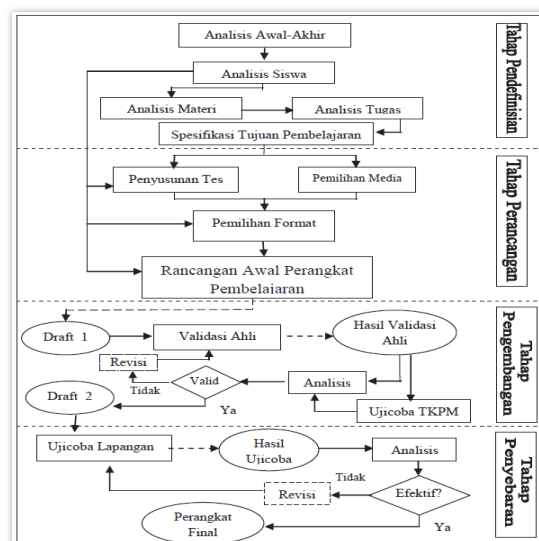 Analisis Awal-Akhir
Analisis Siswa
Analisis Materi
Analisis Tugas
Spesifikasi Tujuan Pembelajaran
Tahap Pendefinisian
Penyusunan Tes
Pemilihan Media
Pemilihan Format
Rancangan Awal Perangkat
Pembelajaran
Tahap Perancangan
Draft 1
Validasi Ahli
Hasil Validasi
Ahli
Revisi
Tidak
Valid
Analisis
Draft 2
Ya
Ujicoba TKPM
Tahap
Pengembangan
Ujicoba Lapangan
Hasil
Ujicoba
Analisis
Tidak
Revisi
Efektif?
Perangkat
Final
Ya
Tahap
Penyebaran